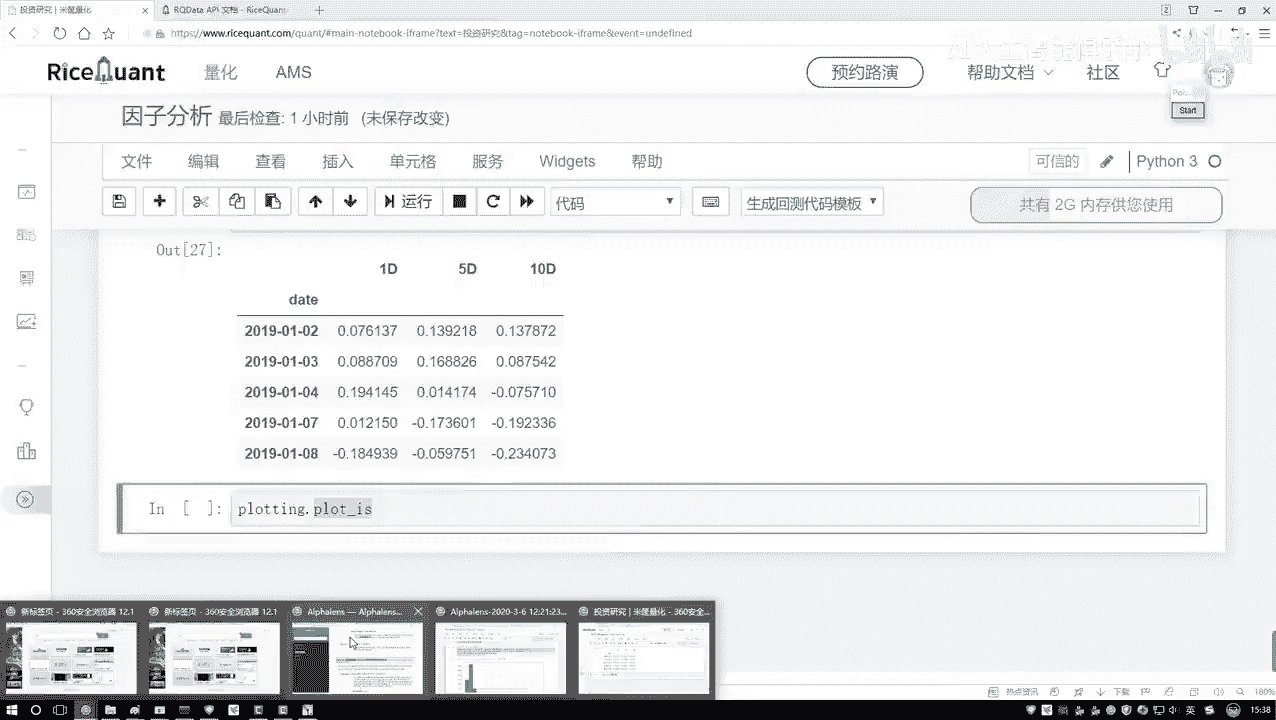 投资研究 | 米筐量化 RQData API 文档 - RiceQuant
https://www.ricequant.com/quant/#main-notebook-iframe?text=投资研究&tag=notebook-iframe&event=undefined
RiceQuant 量化 AMS 预约路演 帮助文档 社区
Start
因子分析 最后检查: 1 小时前 (未保存改变)
文件 编辑 查看 插入 单元格 服务 Widgets 帮助 可信的 Python 3
运行 代码 生成回测代码模板 共有 2G 内存供您使用
Out[27]:
1D 5D 10D
date
2019-01-02 0.076137 0.139218 0.137872
2019-01-03 0.088709 0.168826 0.087542
2019-01-04 0.194145 0.014174 -0.075710
2019-01-07 0.012150 -0.173601 -0.192336
2019-01-08 -0.184939 -0.059751 -0.234073
In [ ]: plotting.plot_is
新标签页 - 360安全浏览器 12.1 新标签页 - 360安全浏览器 12.1 Alphalens — Alphalens... Alphalens-2020-3-6 12:21:23... 投资研究 | 米筐量化 - 360安全...
热点资讯 下载 180%
英 15:38